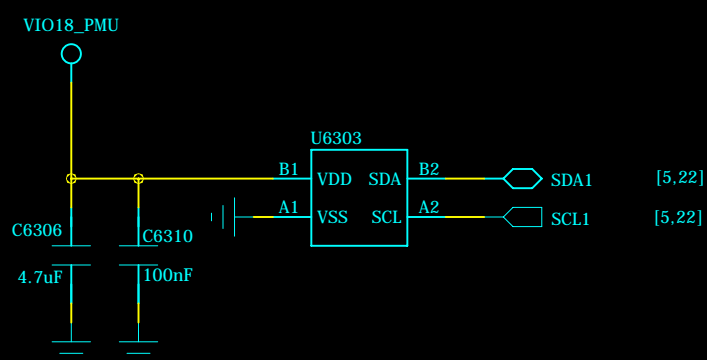 VIO18_PMU
U6303
B1 VDD SDA B2 SDA1 [5,22]
A1 VSS SCL A2 SCL1 [5,22]
C6306 C6310
4.7uF 100nF